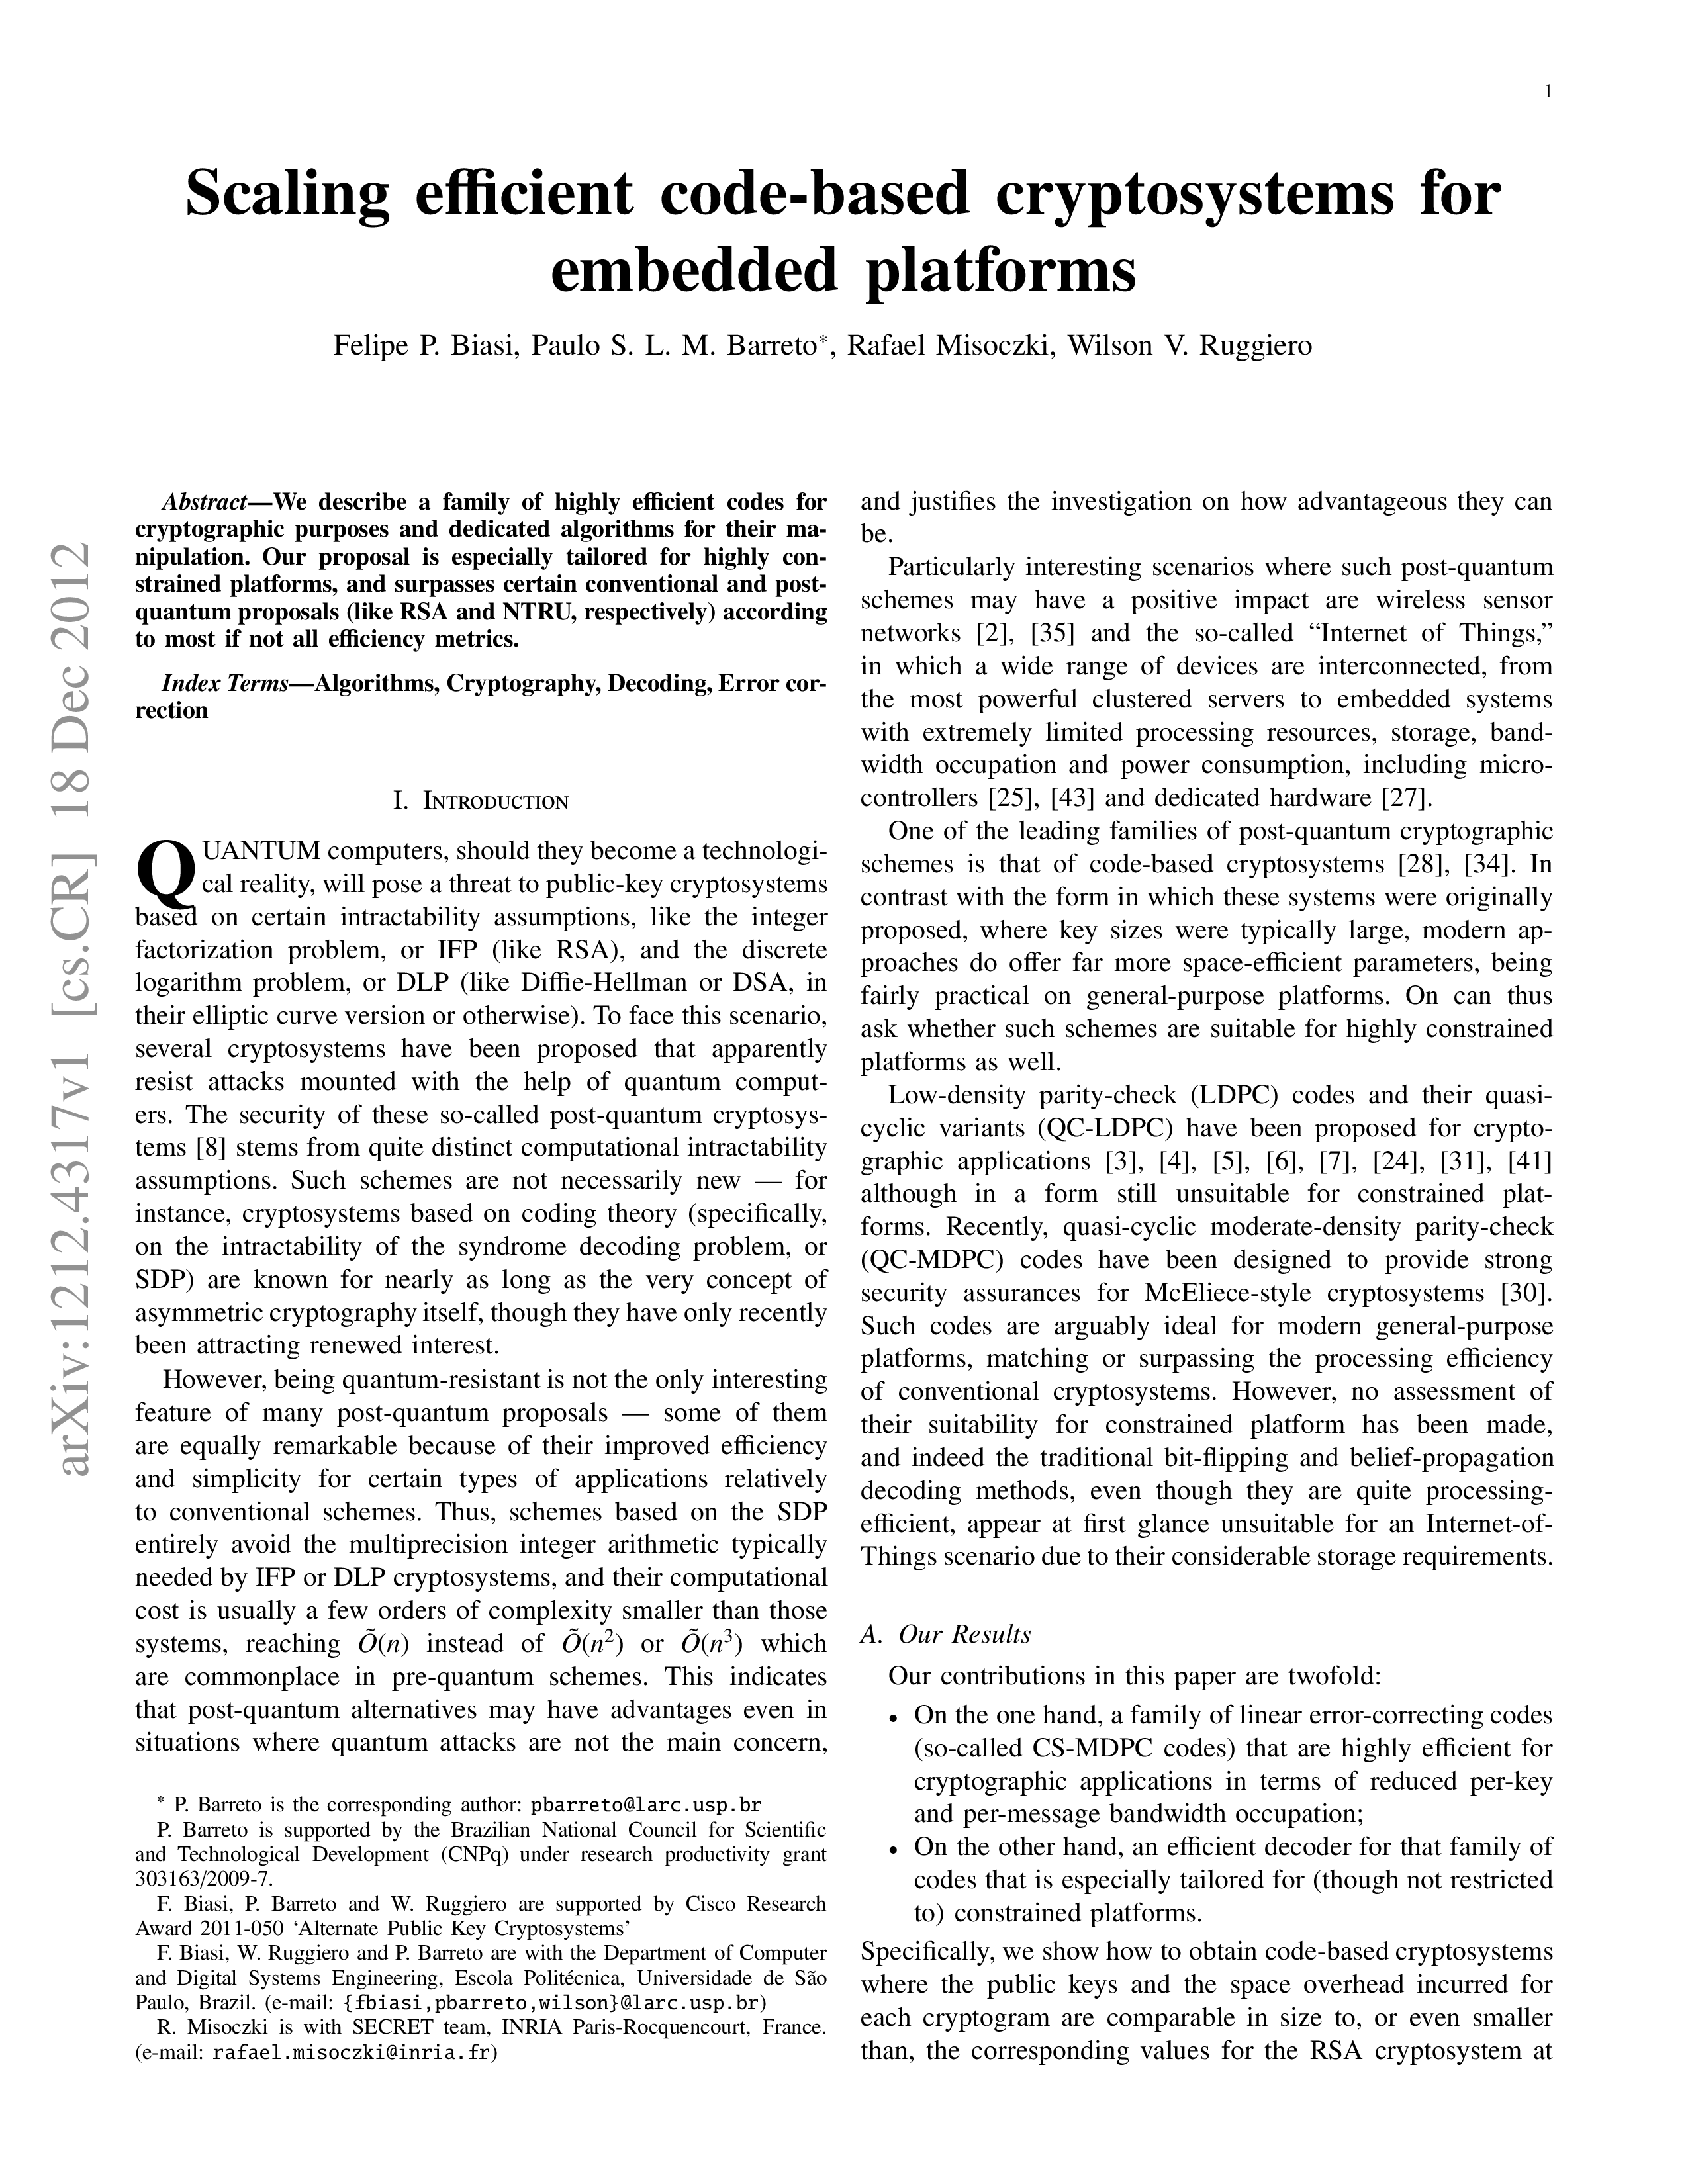 1
Scaling efficient code-based cryptosystems for
embedded platforms
Felipe P. Biasi, Paulo S. L. M. Barreto*, Rafael Misoczki, Wilson V. Ruggiero
arXiv:1212.4317v1 [cs.CR] 18 Dec 2012
Abstract—We describe a family of highly efficient codes for
cryptographic purposes and dedicated algorithms for their ma-
nipulation. Our proposal is especially tailored for highly con-
strained platforms, and surpasses certain conventional and post-
quantum proposals (like RSA and NTRU, respectively) according
to most if not all efficiency metrics.
Index Terms—Algorithms, Cryptography, Decoding, Error cor-
rection
I. Introduction
QUANTUM computers, should they become a technologi-
cal reality, will pose a threat to public-key cryptosystems
based on certain intractability assumptions, like the integer
factorization problem, or IFP (like RSA), and the discrete
logarithm problem, or DLP (like Diffie-Hellman or DSA, in
their elliptic curve version or otherwise). To face this scenario,
several cryptosystems have been proposed that apparently
resist attacks mounted with the help of quantum comput-
ers. The security of these so-called post-quantum cryptosys-
tems [8] stems from quite distinct computational intractability
assumptions. Such schemes are not necessarily new — for
instance, cryptosystems based on coding theory (specifically,
on the intractability of the syndrome decoding problem, or
SDP) are known for nearly as long as the very concept of
asymmetric cryptography itself, though they have only recently
been attracting renewed interest.
However, being quantum-resistant is not the only interesting
feature of many post-quantum proposals — some of them
are equally remarkable because of their improved efficiency
and simplicity for certain types of applications relatively
to conventional schemes. Thus, schemes based on the SDP
entirely avoid the multiprecision integer arithmetic typically
needed by IFP or DLP cryptosystems, and their computational
cost is usually a few orders of complexity smaller than those
systems, reaching Õ(n) instead of Õ(n²) or Õ(n³) which
are commonplace in pre-quantum schemes. This indicates
that post-quantum alternatives may have advantages even in
situations where quantum attacks are not the main concern,
* P. Barreto is the corresponding author: pbarreto@larc.usp.br
P. Barreto is supported by the Brazilian National Council for Scientific
and Technological Development (CNPq) under research productivity grant
303163/2009-7.
F. Biasi, P. Barreto and W. Ruggiero are supported by Cisco Research
Award 2011-050 ‘Alternate Public Key Cryptosystems’
F. Biasi, W. Ruggiero and P. Barreto are with the Department of Computer
and Digital Systems Engineering, Escola Politécnica, Universidade de São
Paulo, Brazil. (e-mail: {fbiasi,pbarreto,wilson}@larc.usp.br)
R. Misoczki is with SECRET team, INRIA Paris-Rocquencourt, France.
(e-mail: rafael.misoczki@inria.fr)
and justifies the investigation on how advantageous they can
be.
Particularly interesting scenarios where such post-quantum
schemes may have a positive impact are wireless sensor
networks [2], [35] and the so-called “Internet of Things,”
in which a wide range of devices are interconnected, from
the most powerful clustered servers to embedded systems
with extremely limited processing resources, storage, band-
width occupation and power consumption, including micro-
controllers [25], [43] and dedicated hardware [27].
One of the leading families of post-quantum cryptographic
schemes is that of code-based cryptosystems [28], [34]. In
contrast with the form in which these systems were originally
proposed, where key sizes were typically large, modern ap-
proaches do offer far more space-efficient parameters, being
fairly practical on general-purpose platforms. On can thus
ask whether such schemes are suitable for highly constrained
platforms as well.
Low-density parity-check (LDPC) codes and their quasi-
cyclic variants (QC-LDPC) have been proposed for crypto-
graphic applications [3], [4], [5], [6], [7], [24], [31], [41]
although in a form still unsuitable for constrained plat-
forms. Recently, quasi-cyclic moderate-density parity-check
(QC-MDPC) codes have been designed to provide strong
security assurances for McEliece-style cryptosystems [30].
Such codes are arguably ideal for modern general-purpose
platforms, matching or surpassing the processing efficiency
of conventional cryptosystems. However, no assessment of
their suitability for constrained platform has been made,
and indeed the traditional bit-flipping and belief-propagation
decoding methods, even though they are quite processing-
efficient, appear at first glance unsuitable for an Internet-of-
Things scenario due to their considerable storage requirements.
A. Our Results
Our contributions in this paper are twofold:
• On the one hand, a family of linear error-correcting codes
(so-called CS-MDPC codes) that are highly efficient for
cryptographic applications in terms of reduced per-key
and per-message bandwidth occupation;
• On the other hand, an efficient decoder for that family of
codes that is especially tailored for (though not restricted
to) constrained platforms.
Specifically, we show how to obtain code-based cryptosystems
where the public keys and the space overhead incurred for
each cryptogram are comparable in size to, or even smaller
than, the corresponding values for the RSA cryptosystem at